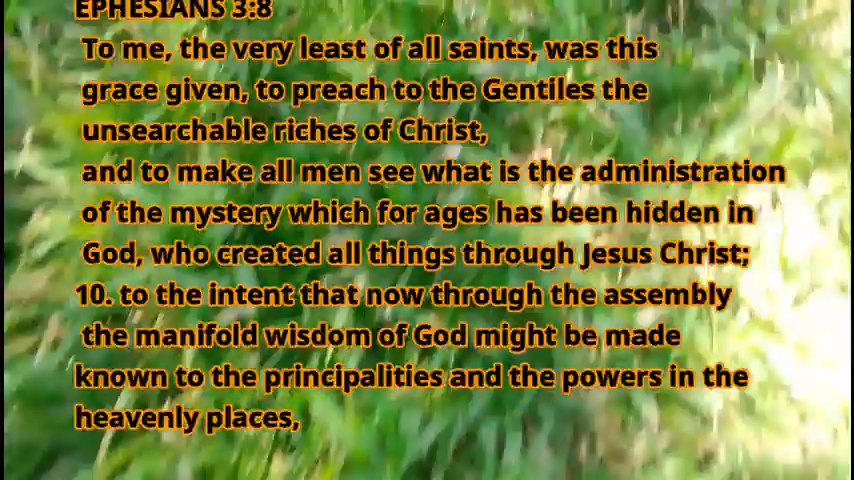 EPHESIANS 3:8
To me, the very least of all saints, was this
grace given, to preach to the Gentiles the
unsearchable riches of Christ,
and to make all men see what is the administration
of the mystery which for ages has been hidden in
God, who created all things through Jesus Christ;
10. to the intent that now through the assembly
the manifold wisdom of God might be made
known to the principalities and the powers in the
heavenly places,